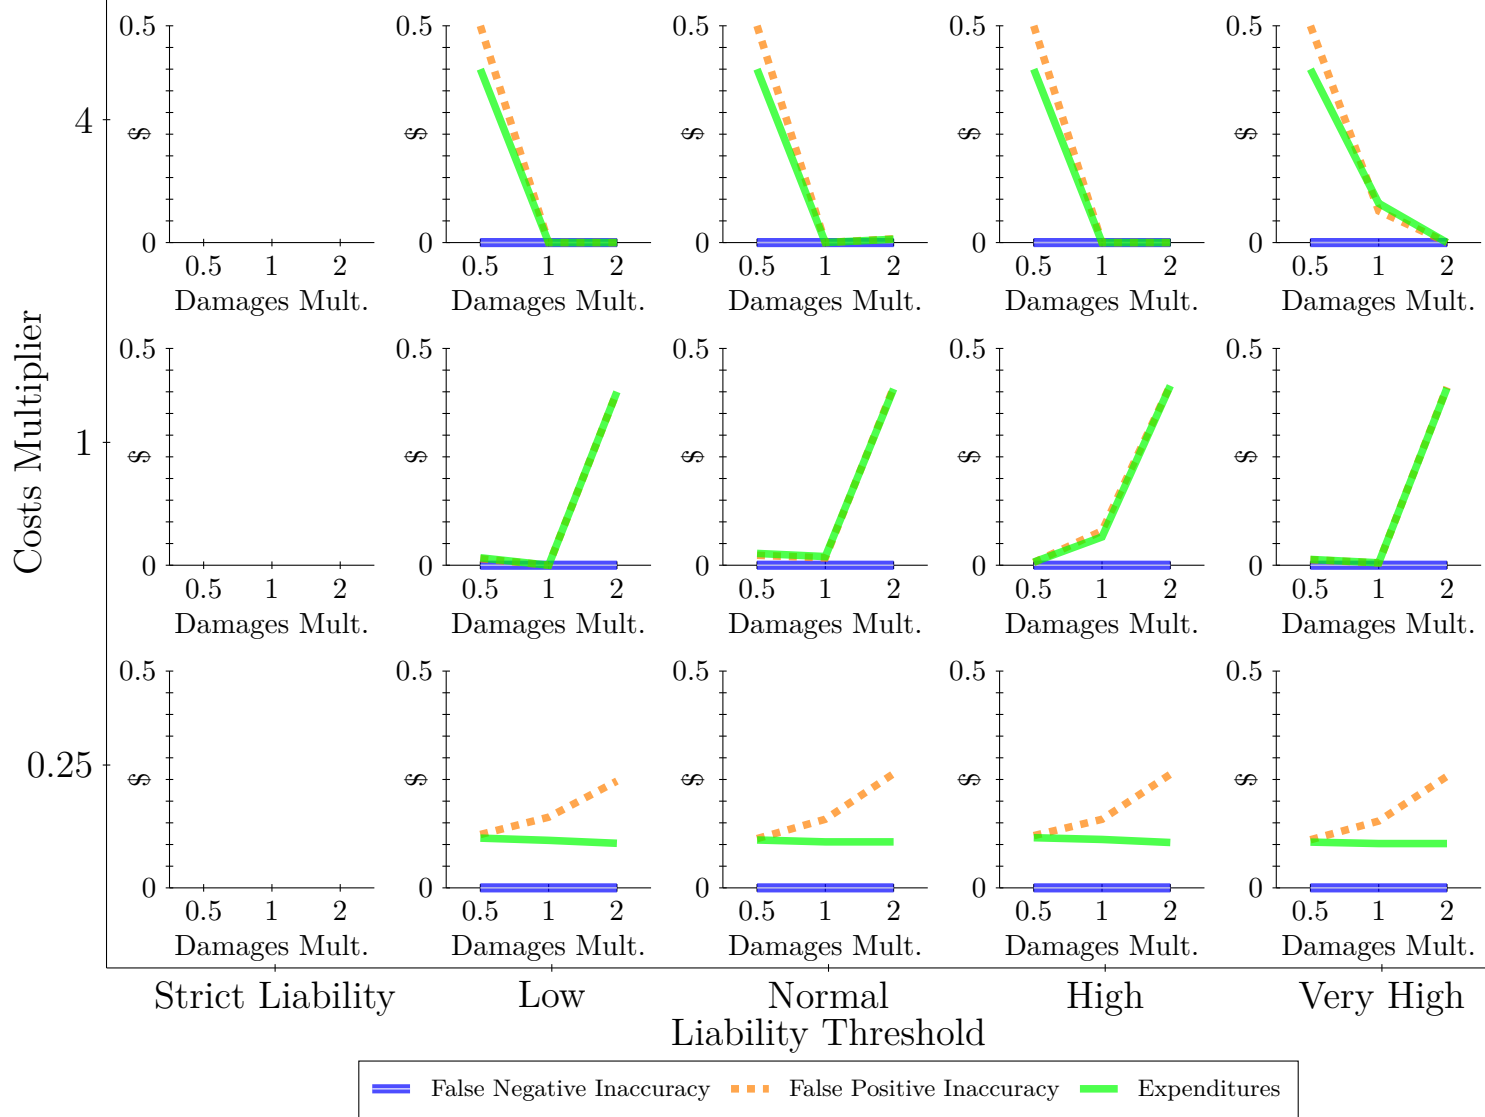 0.5 0.5 0.5 0.5 0.5
4 $ $ $ $ $
0 0 0 0 0
0.5 1 2 0.5 1 2 0.5 1 2 0.5 1 2 0.5 1 2
Damages Mult. Damages Mult. Damages Mult. Damages Mult. Damages Mult.
Costs Multiplier
0.5 0.5 0.5 0.5 0.5
1 $ $ $ $ $
0 0 0 0 0
0.5 1 2 0.5 1 2 0.5 1 2 0.5 1 2 0.5 1 2
Damages Mult. Damages Mult. Damages Mult. Damages Mult. Damages Mult.
0.5 0.5 0.5 0.5 0.5
0.25 $ $ $ $ $
0 0 0 0 0
0.5 1 2 0.5 1 2 0.5 1 2 0.5 1 2 0.5 1 2
Damages Mult. Damages Mult. Damages Mult. Damages Mult. Damages Mult.
Strict Liability Low Normal High Very High
Liability Threshold
False Negative Inaccuracy False Positive Inaccuracy Expenditures